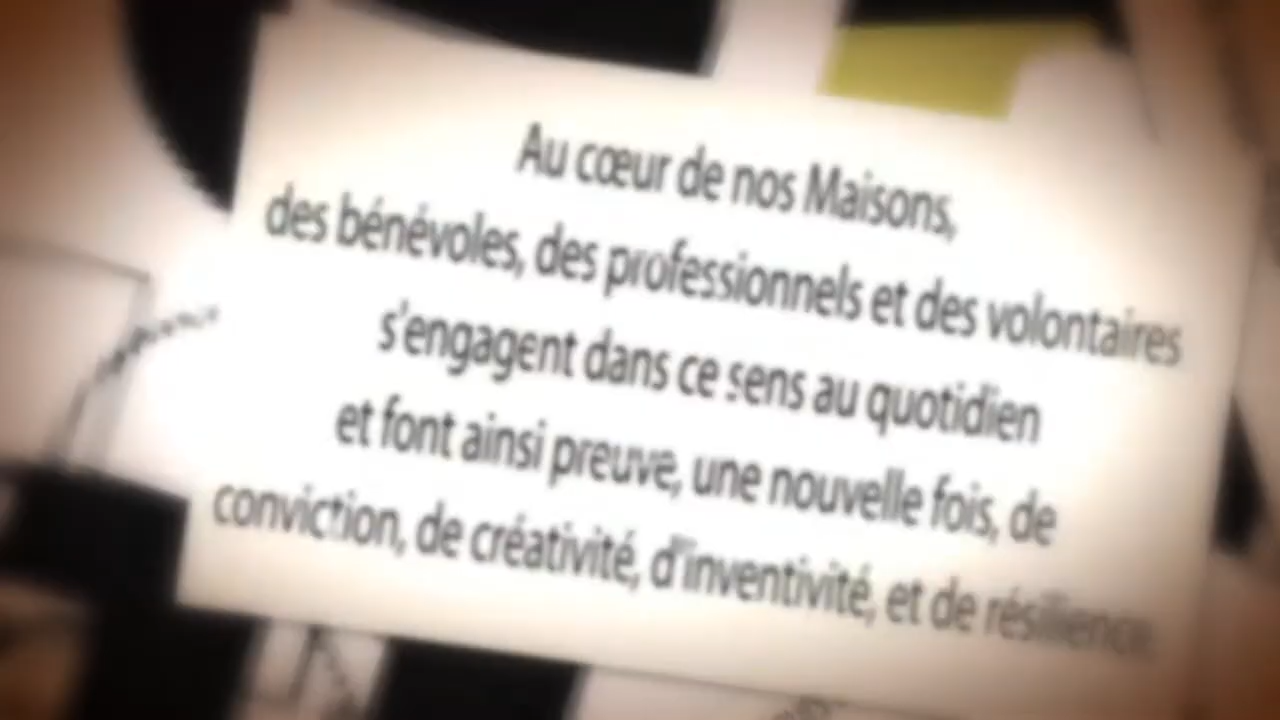 Au cœur de nos Maisons,
des bénévoles, des professionnels et des volontaires
s'engagent dans ce sens au quotidien
et font ainsi preuve, une nouvelle fois, de
conviction, de créativité, d'inventivité, et de résilience